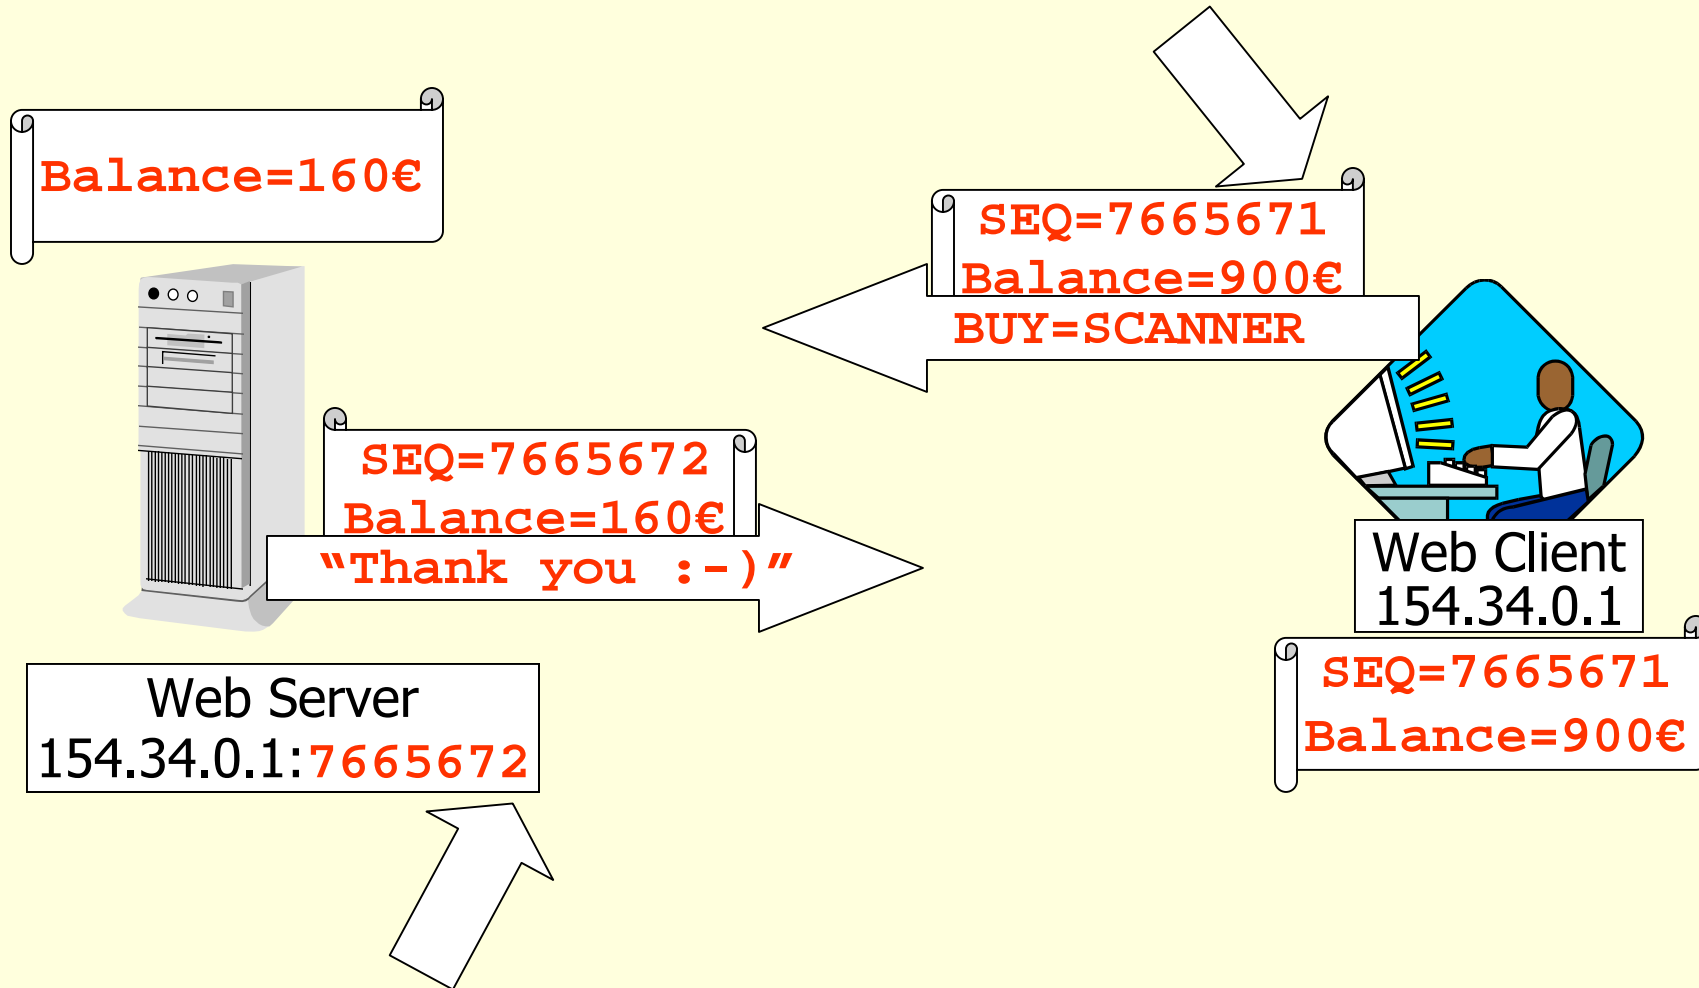 Balance=160€
SEQ=7665671
Balance=900€
BUY=SCANNER
SEQ=7665672
Balance=160€
“Thank you :-)”
Web Client
154.34.0.1
SEQ=7665671
Balance=900€
Web Server
154.34.0.1:7665672